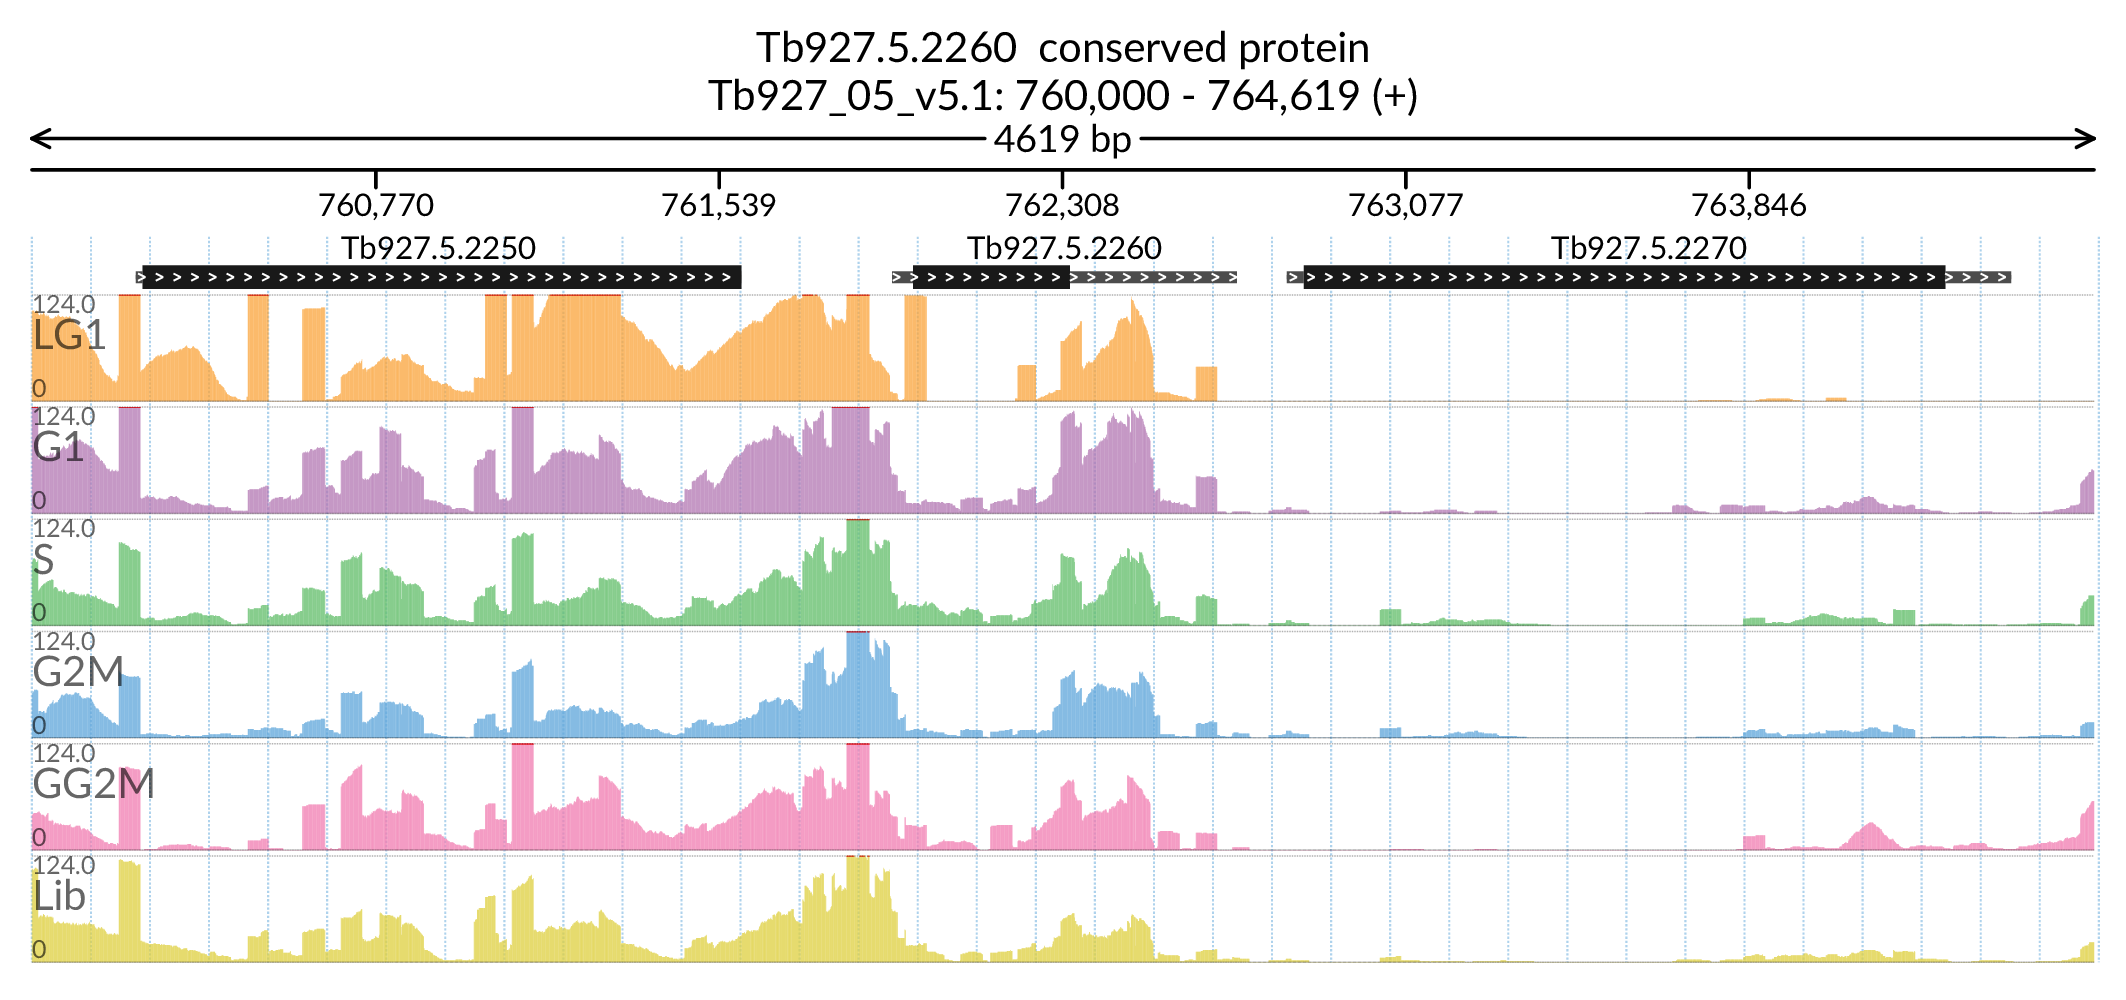 Tb927.5.2260  conserved protein
Tb927_05_v5.1: 760,000 - 764,619 (+)
4619 bp
760,770 761,539 762,308 763,077 763,846
Tb927.5.2250 Tb927.5.2260 Tb927.5.2270
124.0
LG1
0
124.0
G1
0
124.0
S
0
124.0
G2M
0
124.0
GG2M
0
124.0
Lib
0